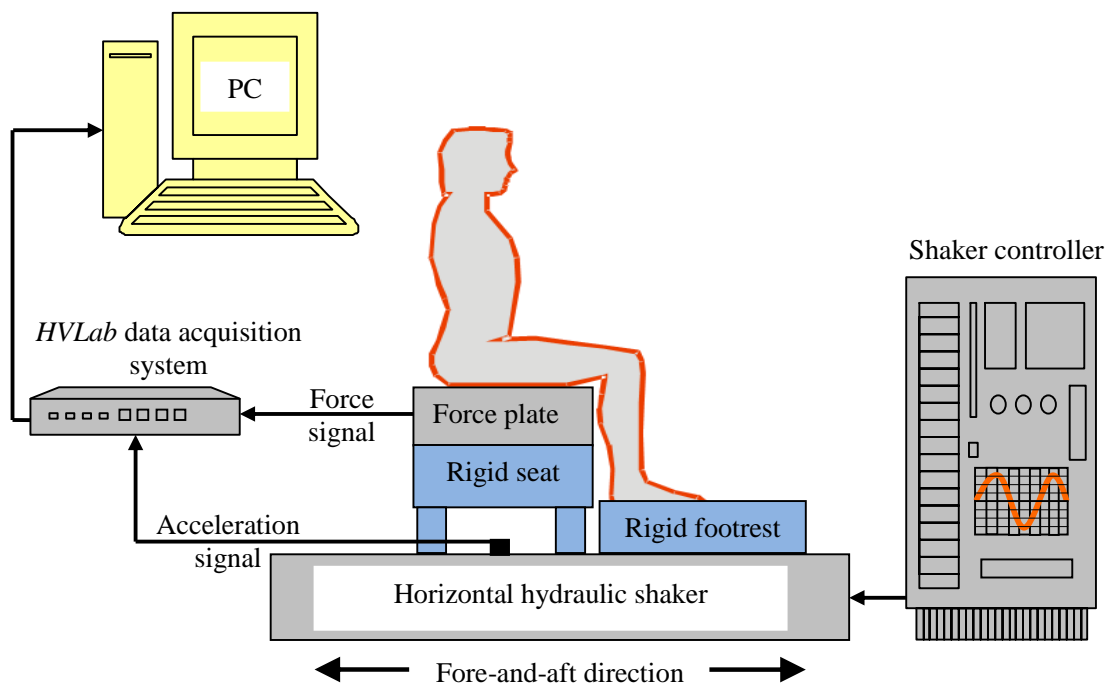 PC
Shaker controller
HVLab data acquisition
system
Force
signal
Force plate
Rigid seat
Acceleration
signal
Rigid footrest
Horizontal hydraulic shaker
Fore-and-aft direction